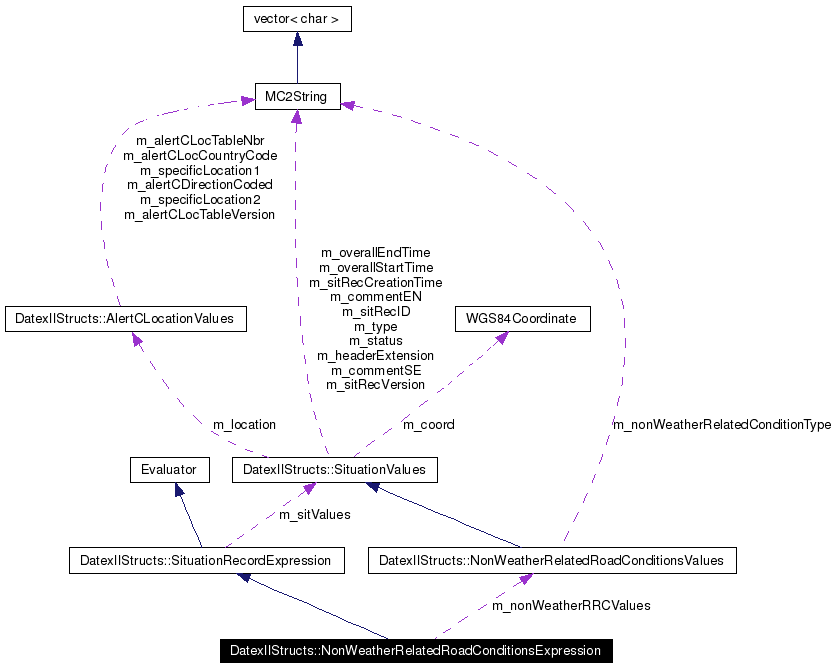 vector< char >
MC2String
m_alertCLocTableNbr
m_alertCLocCountryCode
m_specificLocation1
m_alertCDirectionCoded
m_specificLocation2
m_alertCLocTableVersion
m_overallEndTime
m_overallStartTime
m_sitRecCreationTime
m_commentEN
m_sitRecID
m_type
m_status
m_headerExtension
m_commentSE
m_sitRecVersion
DatexIIStructs::AlertCLocationValues
WGS84Coordinate
m_location
m_coord
m_nonWeatherRelatedConditionType
Evaluator
DatexIIStructs::SituationValues
m_sitValues
DatexIIStructs::SituationRecordExpression
DatexIIStructs::NonWeatherRelatedRoadConditionsValues
m_nonWeatherRRCValues
DatexIIStructs::NonWeatherRelatedRoadConditionsExpression